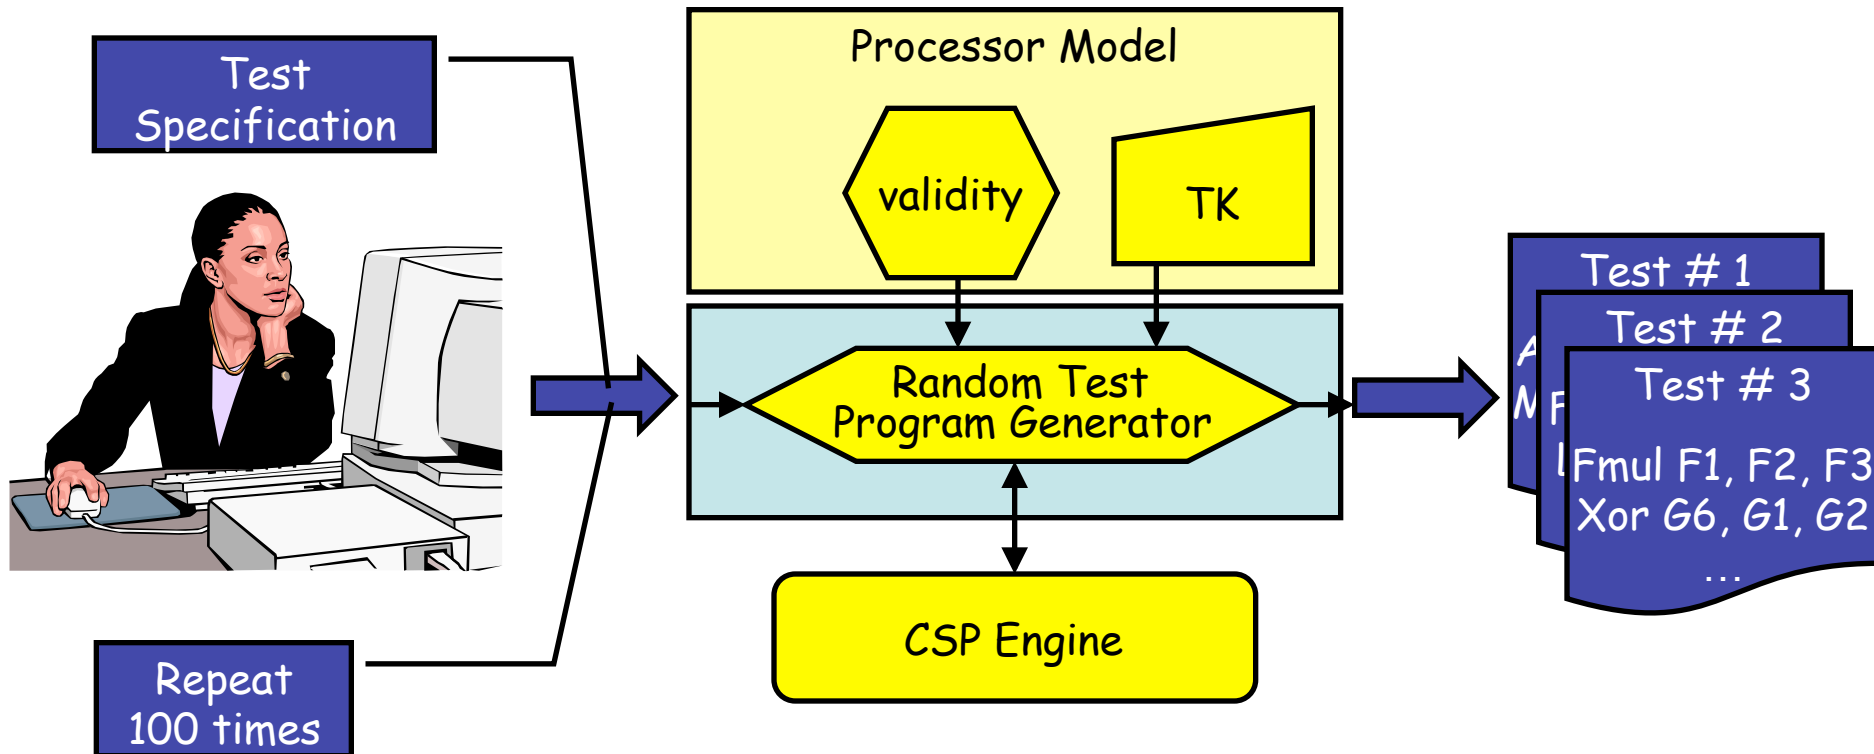 Test
Specification
Processor Model
validity
TK
Random Test
Program Generator
CSP Engine
Repeat
100 times
Test # 1
Test # 2
Test # 3
Fmul F1, F2, F3
Xor G6, G1, G2
...